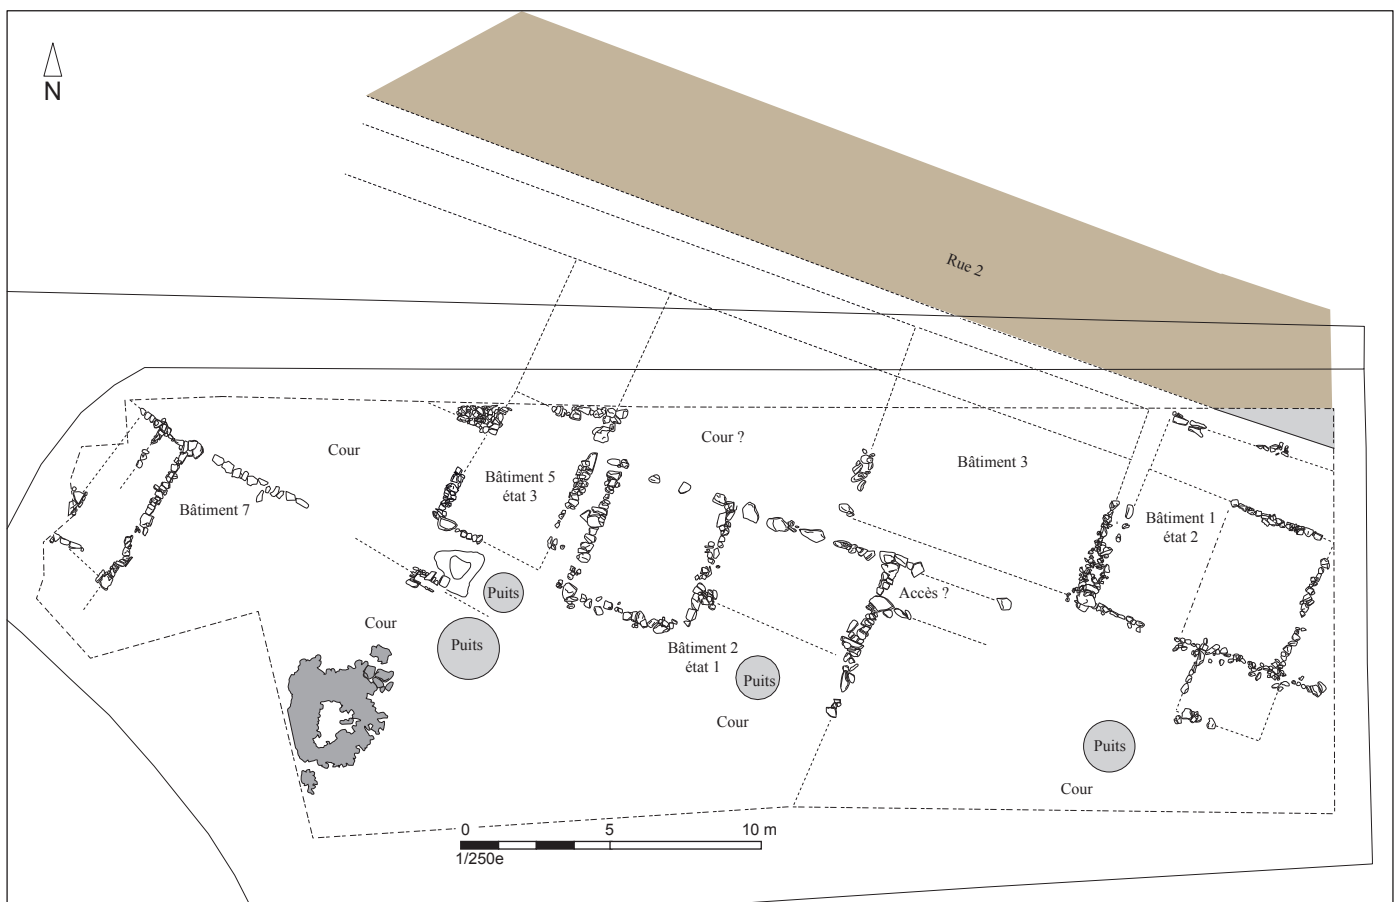 N
Rue 2
Cour
Cour ?
Bâtiment 3
Bâtiment 5
état 3
Bâtiment 7
Bâtiment 1
état 2
Puits
Accès ?
Cour
Puits
Bâtiment 2
état 1
Puits
Cour
Puits
Cour
0 5 10 m
1/250e